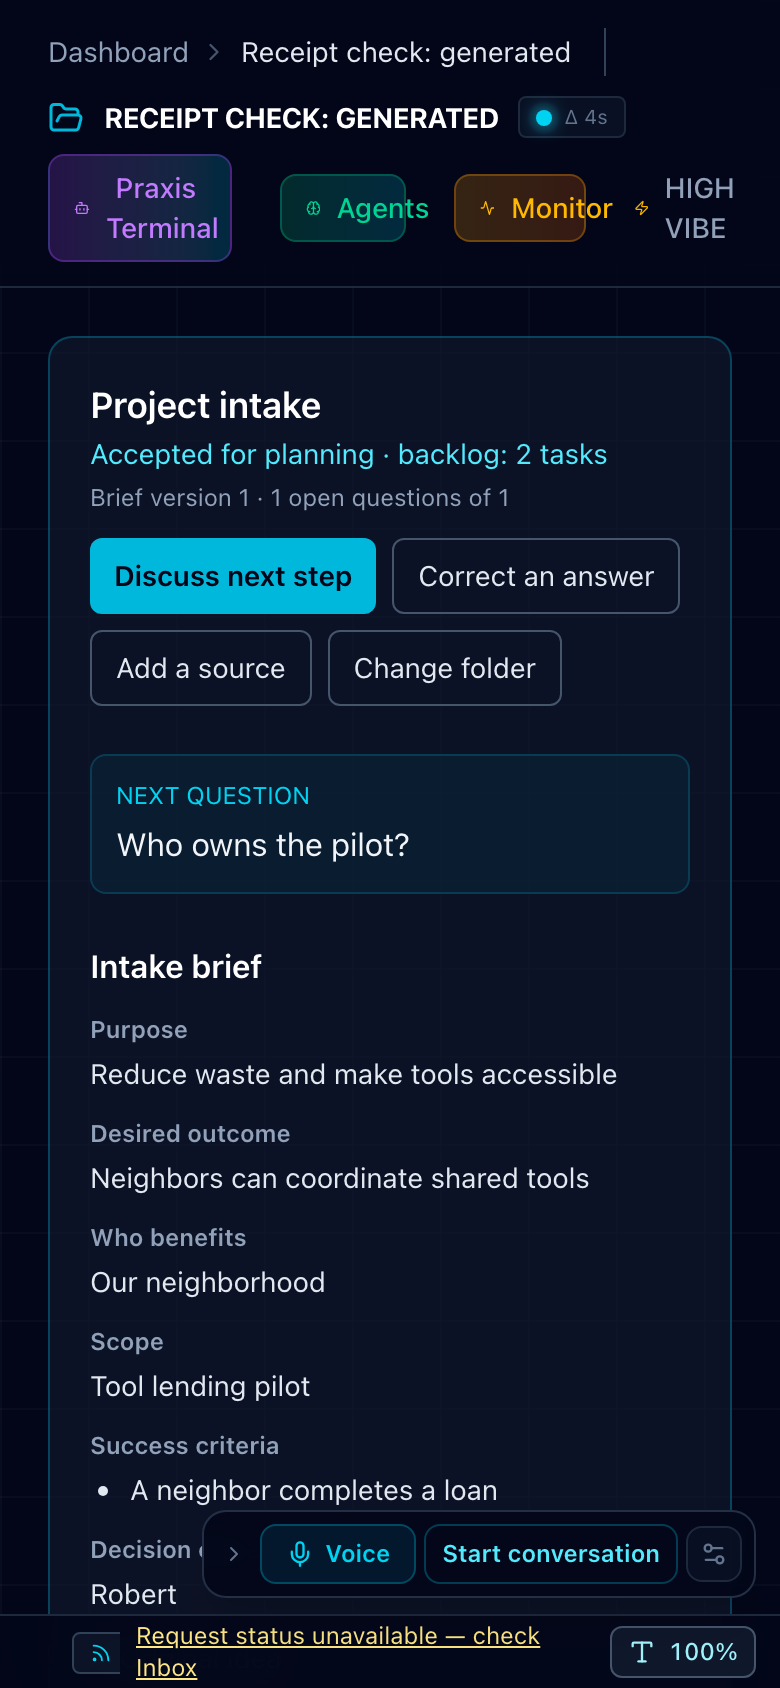 Dashboard > Receipt check: generated
RECEIPT CHECK: GENERATED Δ 4s
Praxis Terminal
Agents
Monitor
HIGH VIBE
Project intake
Accepted for planning · backlog: 2 tasks
Brief version 1 · 1 open questions of 1
Discuss next step
Correct an answer
Add a source
Change folder
NEXT QUESTION
Who owns the pilot?
Intake brief
Purpose
Reduce waste and make tools accessible
Desired outcome
Neighbors can coordinate shared tools
Who benefits
Our neighborhood
Scope
Tool lending pilot
Success criteria
• A neighbor completes a loan
Decision
Robert
Voice
Start conversation
Request status unavailable — check
Inbox
100%